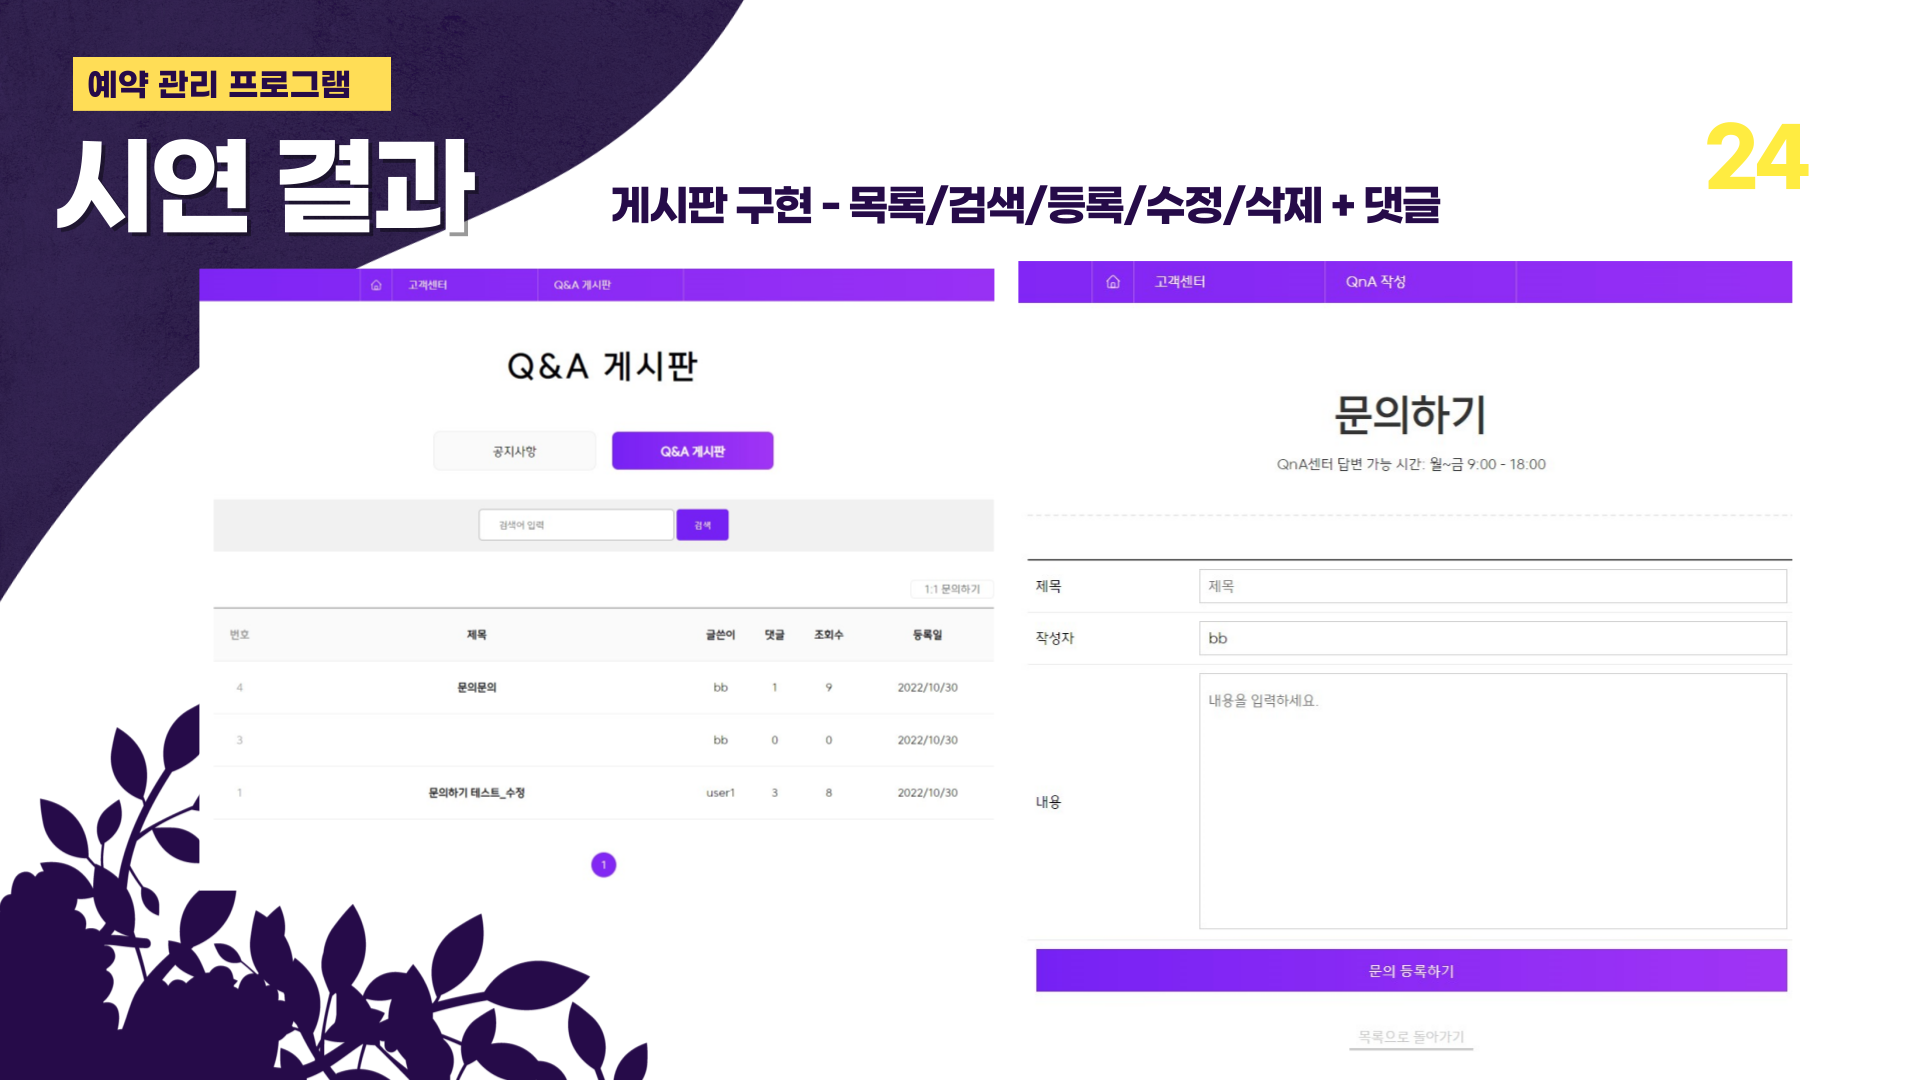 예약 관리 프로그램
시연 결과
24
게시판 구현 - 목록/검색/등록/수정/삭제 + 댓글
고객센터 Q&A 게시판
Q&A 게시판
공지사항 Q&A 게시판
검색어 입력 검색
1:1 문의하기
번호 제목 글쓴이 댓글 조회수 등록일
4 문의문의 bb 1 9 2022/10/30
3 bb 0 0 2022/10/30
1 문의하기 테스트_수정 user1 3 8 2022/10/30
1
고객센터 QnA 작성
문의하기
QnA센터 답변 가능 시간: 월~금 9:00 - 18:00
제목 제목
작성자 bb
내용 내용을 입력하세요.
문의 등록하기
목록으로 돌아가기